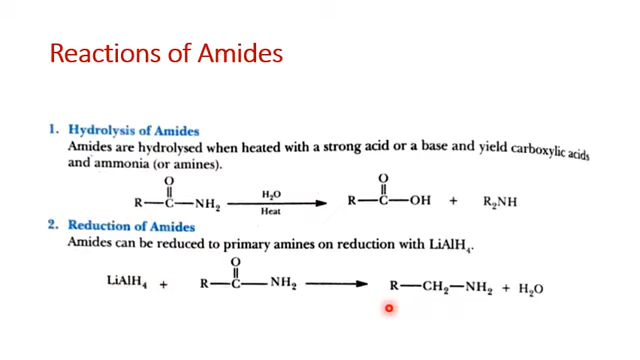 Reactions of Amides
1. Hydrolysis of Amides
Amides are hydrolysed when heated with a strong acid or a base and yield carboxylic acids
and ammonia (or amines).
O O
R—C—NH₂ H₂O Heat R—C—OH + R₂NH
2. Reduction of Amides
Amides can be reduced to primary amines on reduction with LiAlH₄.
O
LiAlH₄ + R—C—NH₂ R—CH₂—NH₂ + H₂O